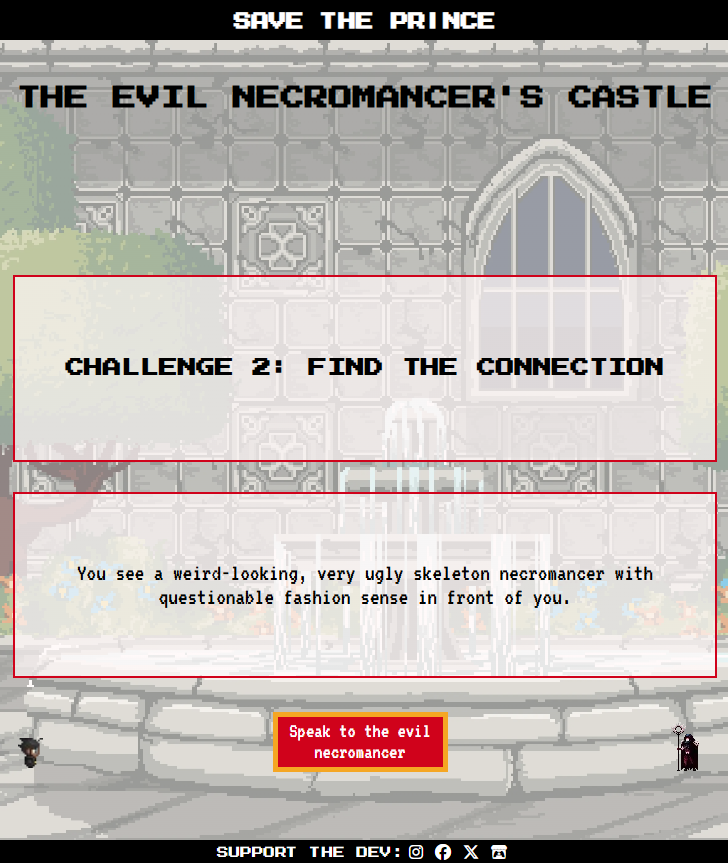 SAVE THE PRINCE
THE EVIL NECROMANCER'S CASTLE
CHALLENGE 2: FIND THE CONNECTION
You see a weird-looking, very ugly skeleton necromancer with
questionable fashion sense in front of you.
Speak to the evil
necromancer
SUPPORT THE DEV: